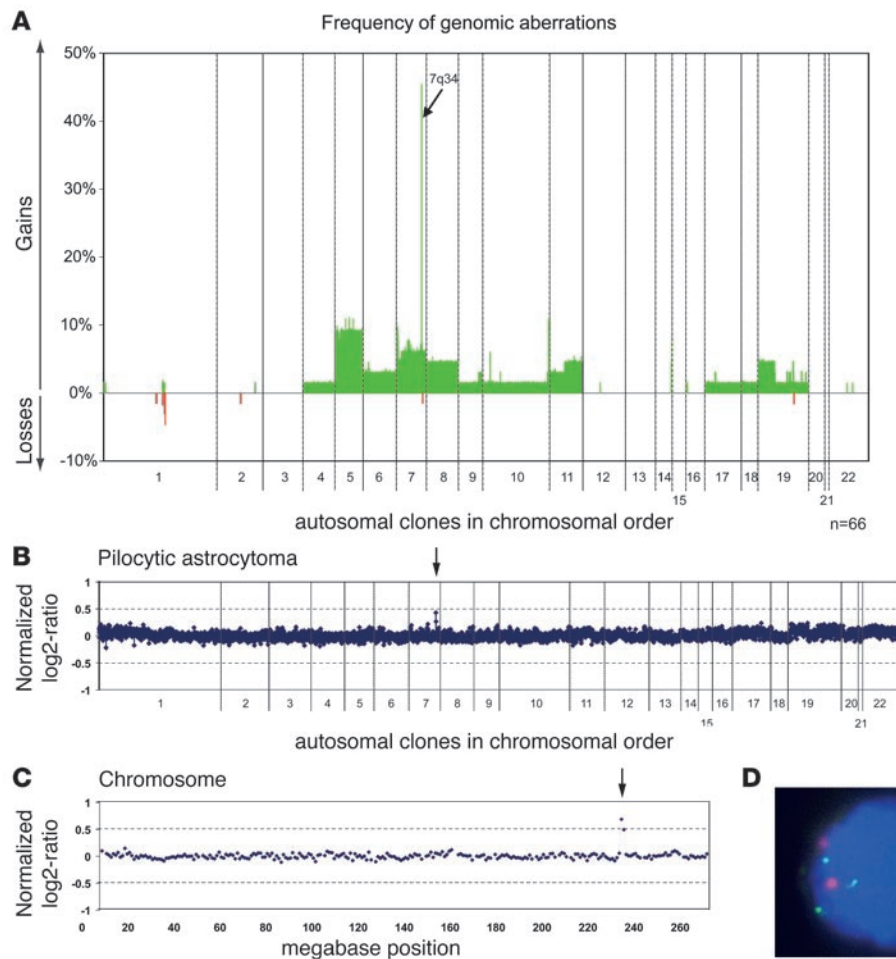 A
Frequency of genomic aberrations
50%
7q34
40%
30%
Gains
20%
10%
0%
Losses
-10%
1 2 3 4 5 6 7 8 9 10 11 12 13 14 16 17 18 19 20 22
15 21
autosomal clones in chromosomal order
n=66
B
Pilocytic astrocytoma
Normalized
log2-ratio
1
0.5
0
-0.5
-1
1 2 3 4 5 6 7 8 9 10 11 12 13 14 16 17 18 19 20 22
15 21
autosomal clones in chromosomal order
C
Chromosome
D
Normalized
log2-ratio
1
0.5
0
-0.5
-1
0 20 40 60 80 100 120 140 160 180 200 220 240 260
megabase position